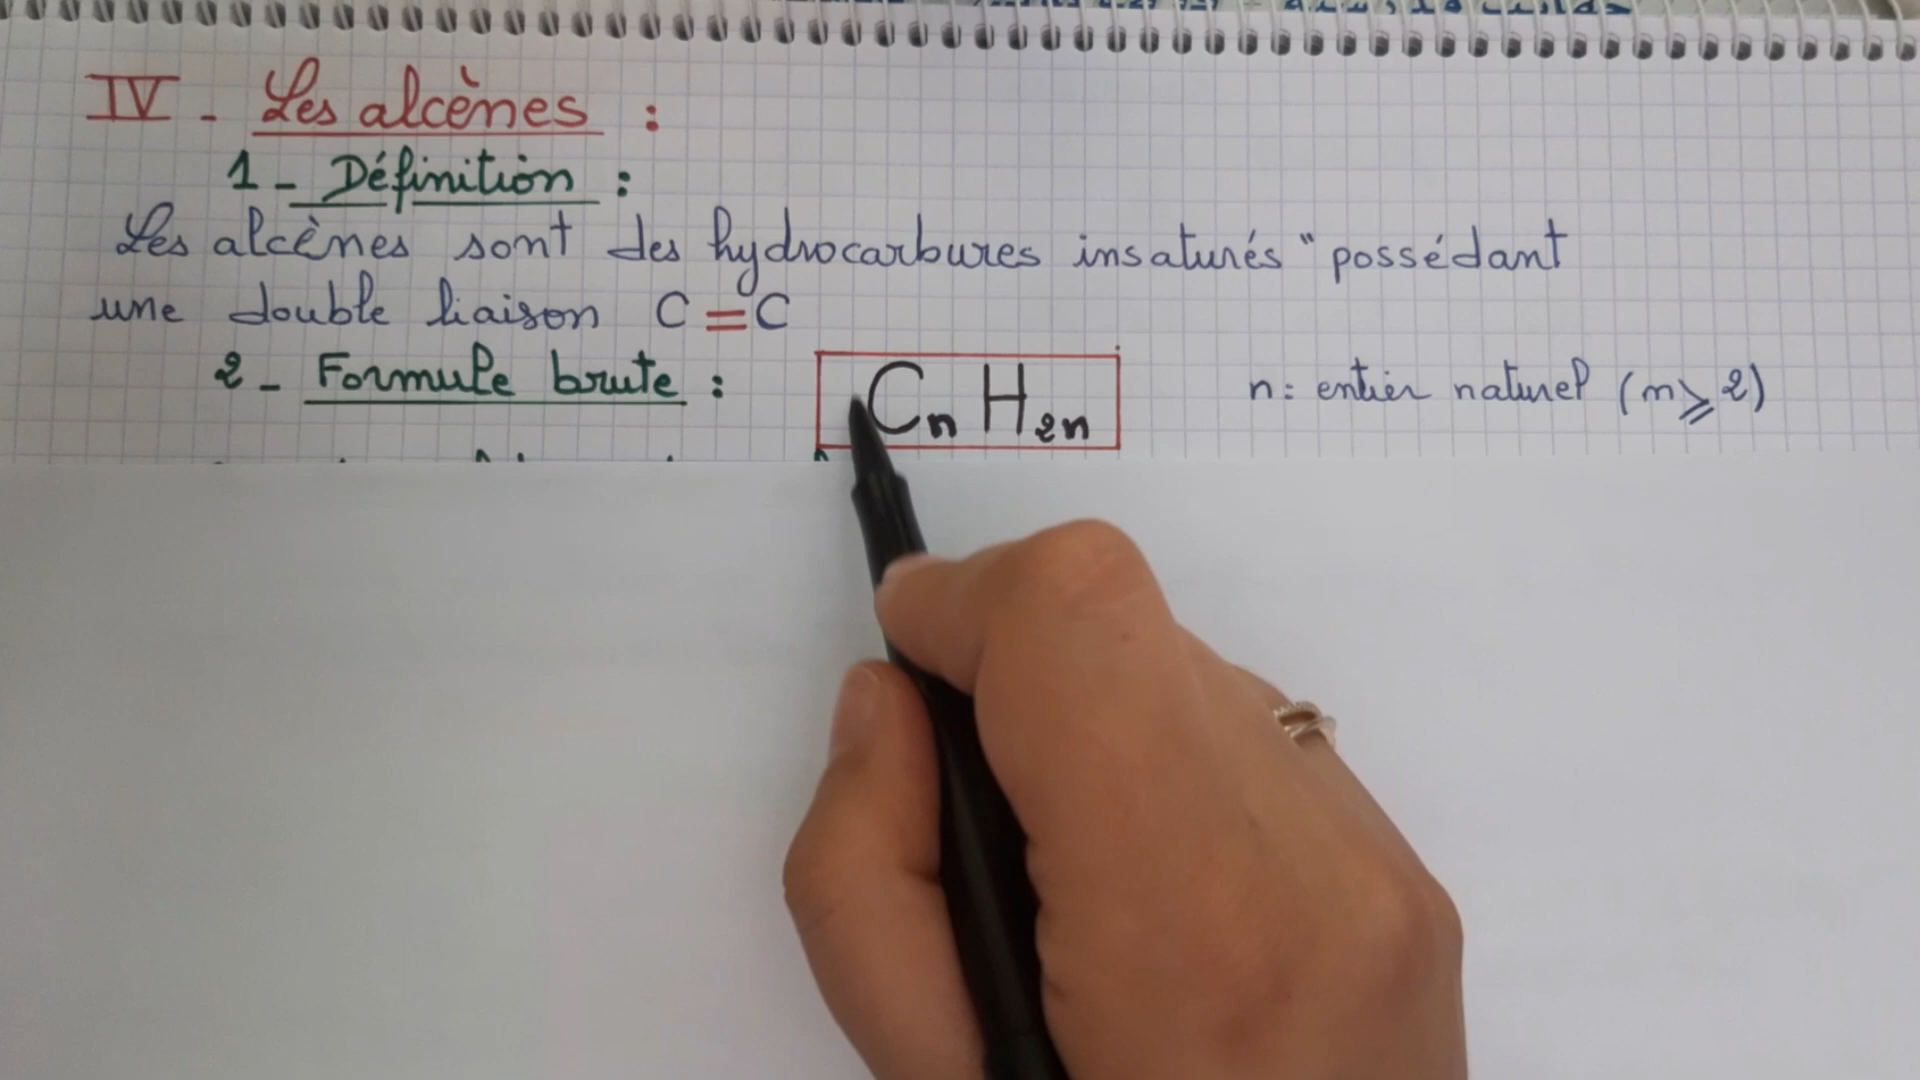 IV - Les alcènes :
1 - Définition :
Les alcènes sont des hydrocarbures insaturés " possédant
une double liaison C=C
2 - Formule brute : CnH2n n: entier naturel (n⩾2)